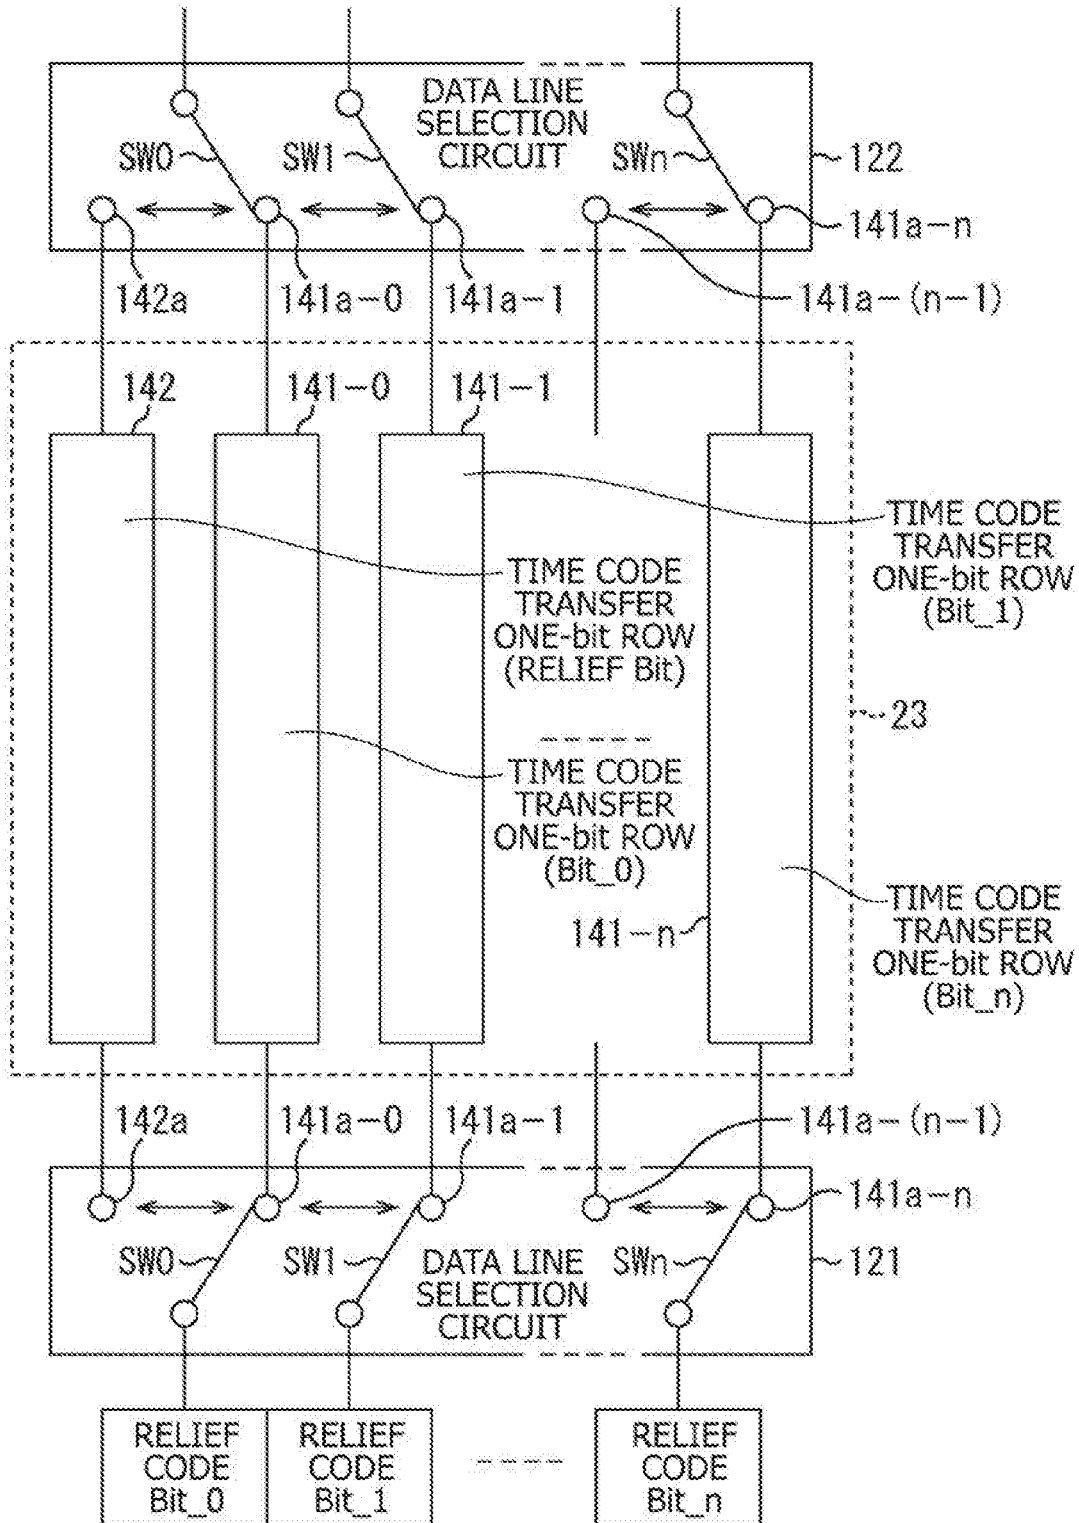 DATA LINE
SELECTION
CIRCUIT
SW0
SW1
SWn
122
141a-n
142a
141a-0
141a-1
141a-(n-1)
142
141-0
141-1
TIME CODE
TRANSFER
ONE-bit ROW
(Bit_1)
TIME CODE
TRANSFER
ONE-bit ROW
(RELIEF Bit)
23
TIME CODE
TRANSFER
ONE-bit ROW
(Bit_0)
141-n
TIME CODE
TRANSFER
ONE-bit ROW
(Bit_n)
142a
141a-0
141a-1
141a-(n-1)
141a-n
SW0
SW1
DATA LINE
SELECTION
CIRCUIT
SWn
121
RELIEF
CODE
Bit_0
RELIEF
CODE
Bit_1
RELIEF
CODE
Bit_n